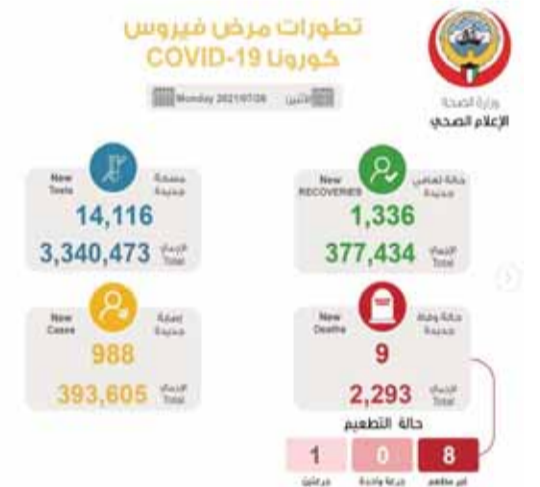 تطورات مرض فيروس
كورونا COVID-19
Monday 2021/07/26
وزارة الصحة
الإعلام الصحي
New Tests
مسحة جديدة
14,116
3,340,473
الإجمالي Total
New RECOVERIES
حالة تعافي جديدة
1,336
377,434
الإجمالي Total
New Cases
إصابة جديدة
988
393,605
الإجمالي Total
New Deaths
حالة وفاة جديدة
9
2,293
الإجمالي Total
حالة التطعيم
1
0
8
جرعتين
جرعة واحدة
غير مطعم